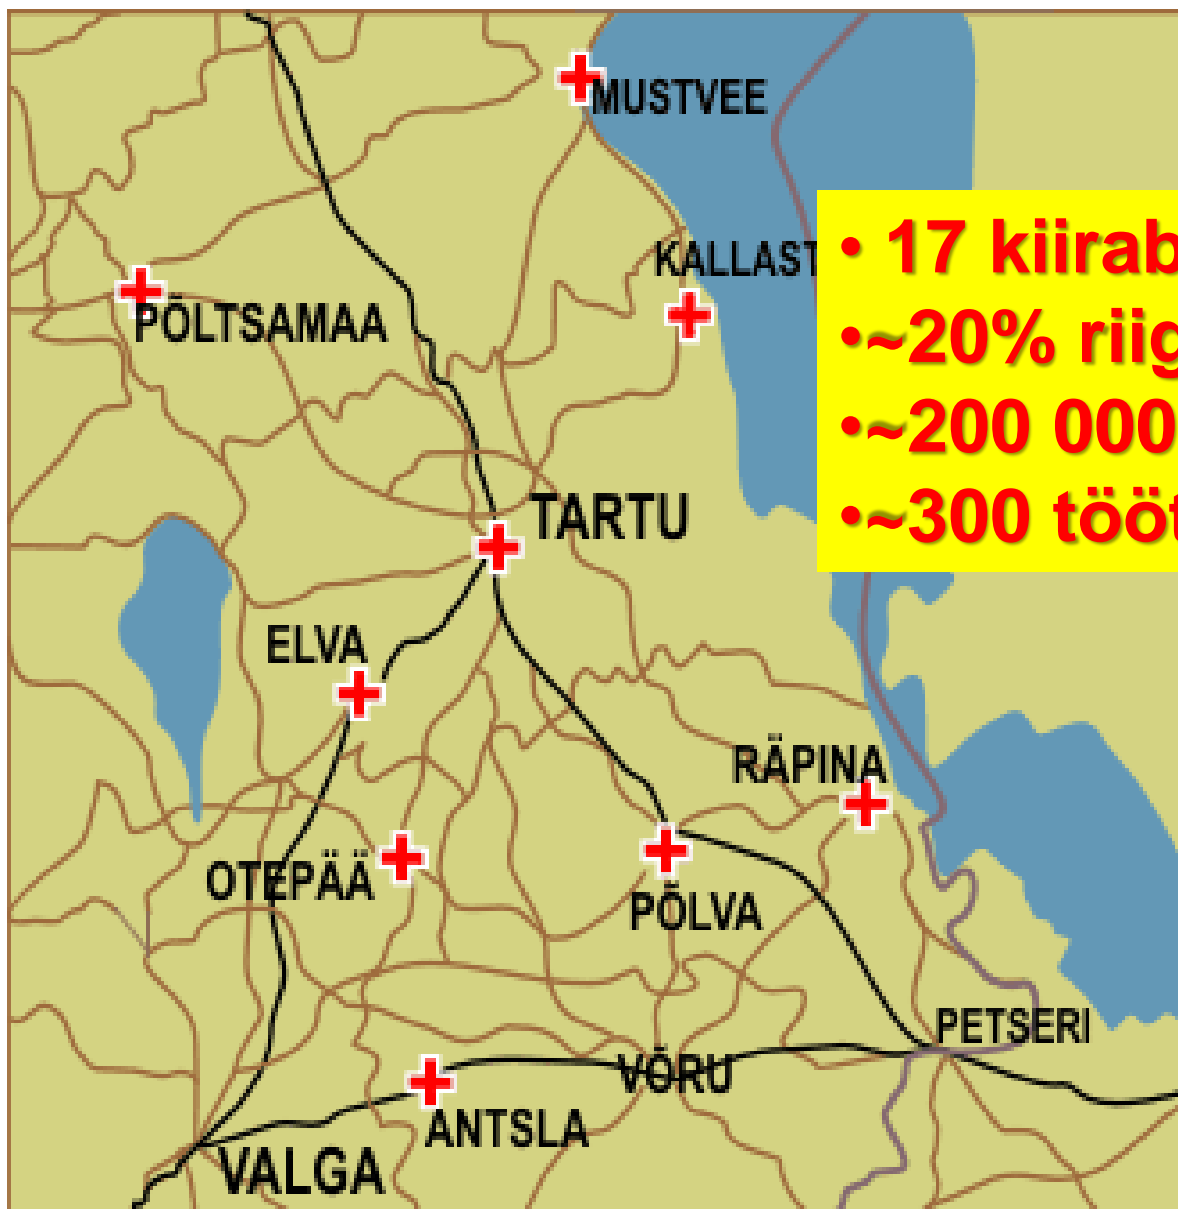 MUSTVEE
KALLAST
• 17 kiirab
PÕLTSAMAA
•~20% riig
•~200 000
•~300 tööt
TARTU
ELVA
RÄPINA
OTEPÄÄ
PÕLVA
PETSERI
VÕRU
ANTSLA
VALGA